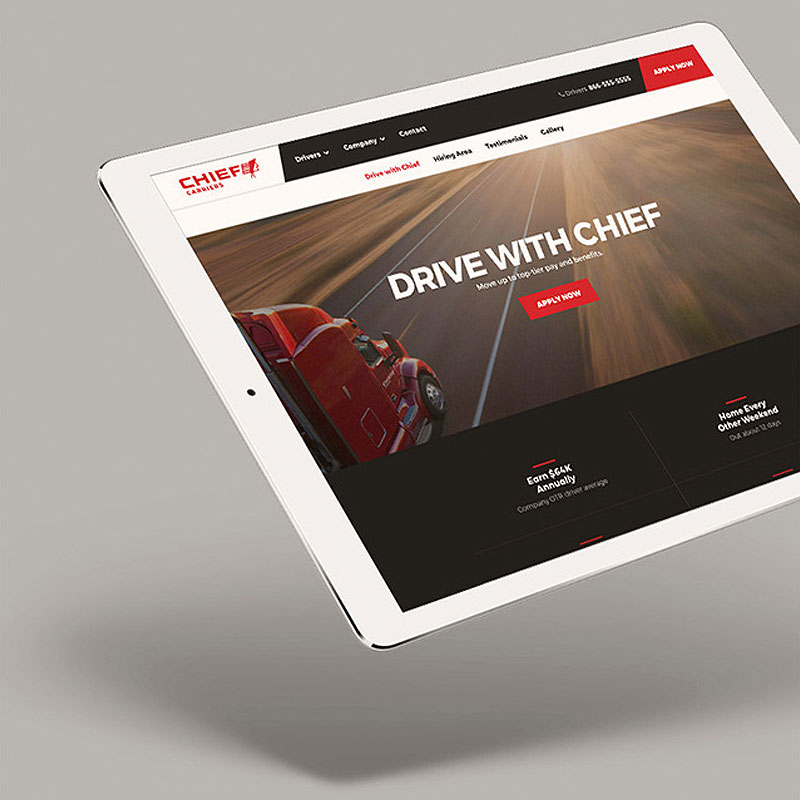 Drivers 866-555-5555
APPLY NOW
Drivers
Company
Contact
CHIEF
CARRIERS
Drive with Chief
Hiring Area
Testimonials
Gallery
DRIVE WITH CHIEF
Move up to top-tier pay and benefits.
APPLY NOW
Earn $64K
Annually
Company OTR driver average
Home Every
Other Weekend
Out about 12 days